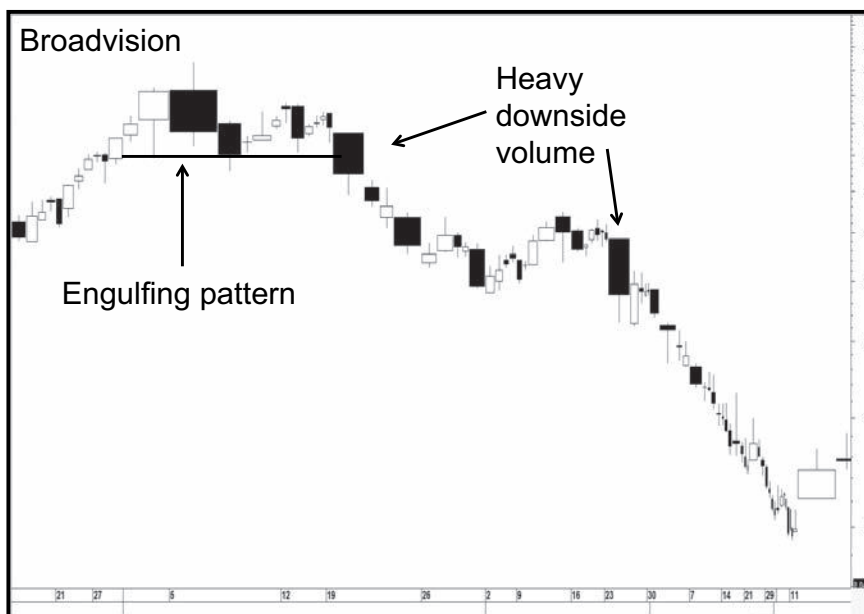 Broadvision
Heavy
downside
volume
Engulfing pattern
21 27 5 12 19 26 2 9 16 23 30 7 14 21 29 11